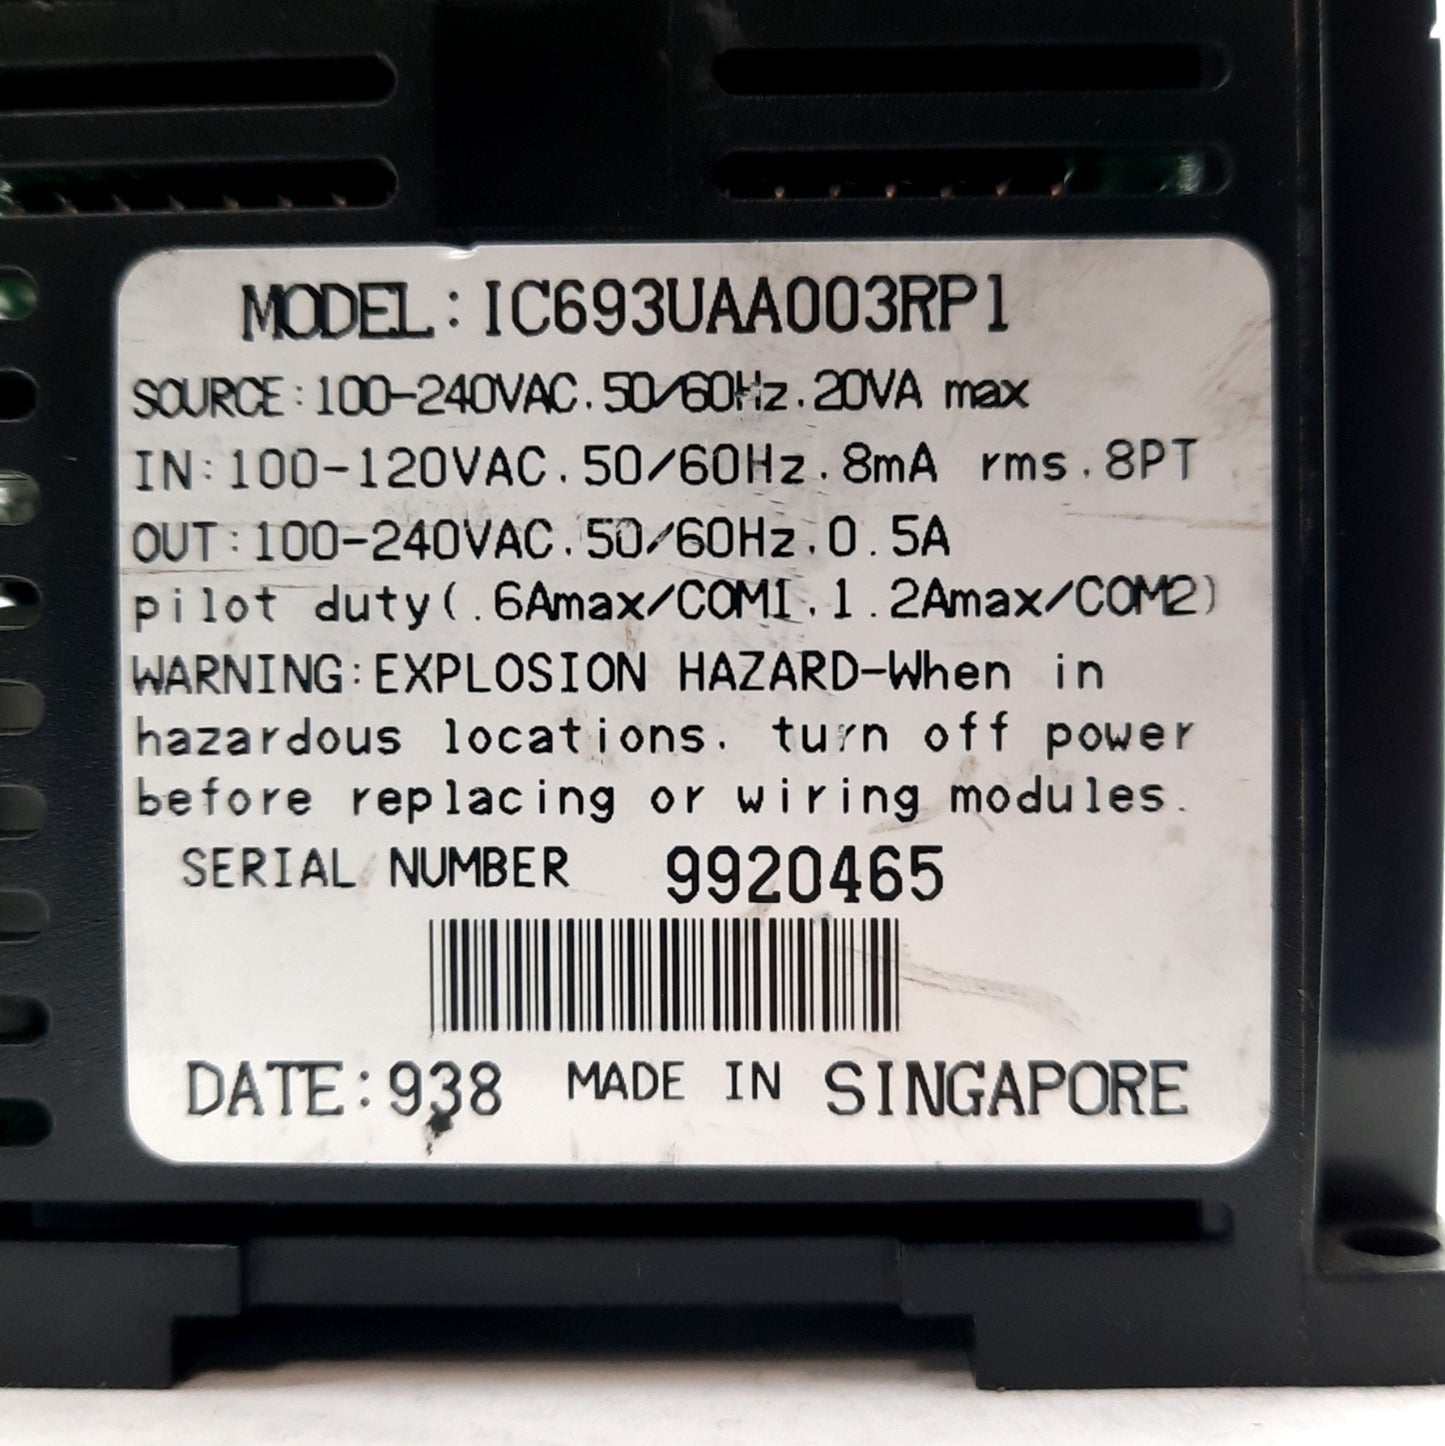 MODEL: IC693UAA003RP1
SOURCE: 100-240VAC. 50/60Hz. 20VA max
IN: 100-120VAC. 50/60Hz. 8mA rms. 8PT
OUT: 100-240VAC. 50/60Hz. 0.5A
pilot duty(.6Amax/COM1. 1.2Amax/COM2)
WARNING: EXPLOSION HAZARD-When in
hazardous locations. turn off power
before replacing or wiring modules.
SERIAL NUMBER 9920465
DATE: 938 MADE IN SINGAPORE